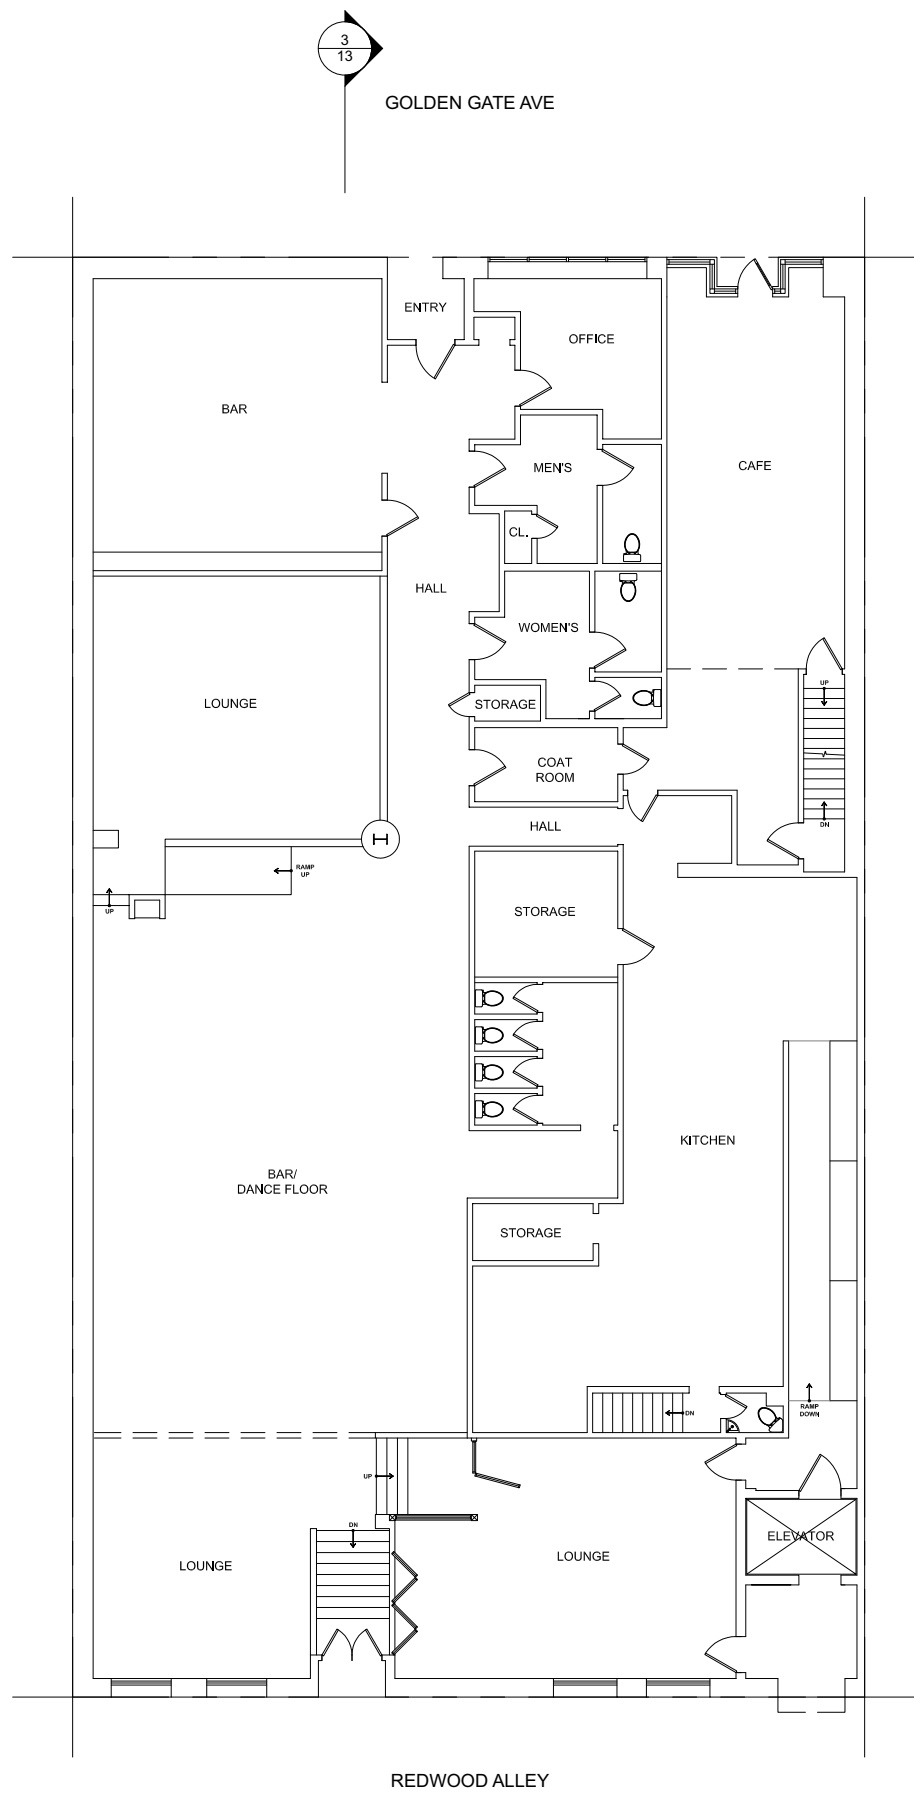 3
13
GOLDEN GATE AVE
ENTRY
OFFICE
BAR
MEN'S
CAFE
CL.
HALL
WOMEN'S
UP
LOUNGE
STORAGE
COAT
ROOM
DN
HALL
H
RAMP
UP
UP
STORAGE
KITCHEN
BAR/
DANCE FLOOR
STORAGE
RAMP
DOWN
DN
UP
DN
ELEVATOR
LOUNGE
LOUNGE
REDWOOD ALLEY